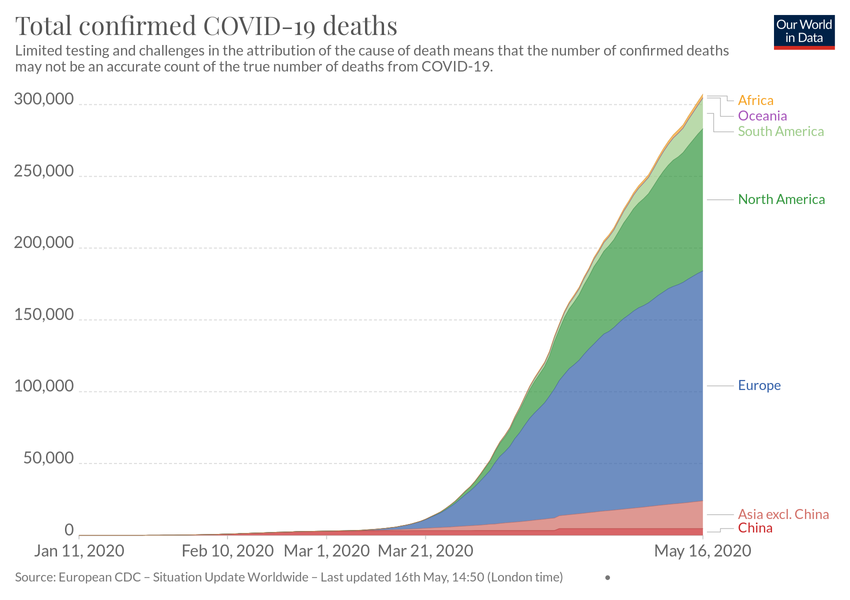 Total confirmed COVID-19 deaths
Our World
in Data
Limited testing and challenges in the attribution of the cause of death means that the number of confirmed deaths
may not be an accurate count of the true number of deaths from COVID-19.
300,000
250,000
200,000
150,000
100,000
50,000
0
Africa
Oceania
South America
North America
Europe
Asia excl. China
China
Jan 11, 2020 Feb 10, 2020 Mar 1, 2020 Mar 21, 2020 May 16, 2020
Source: European CDC – Situation Update Worldwide – Last updated 16th May, 14:50 (London time) •